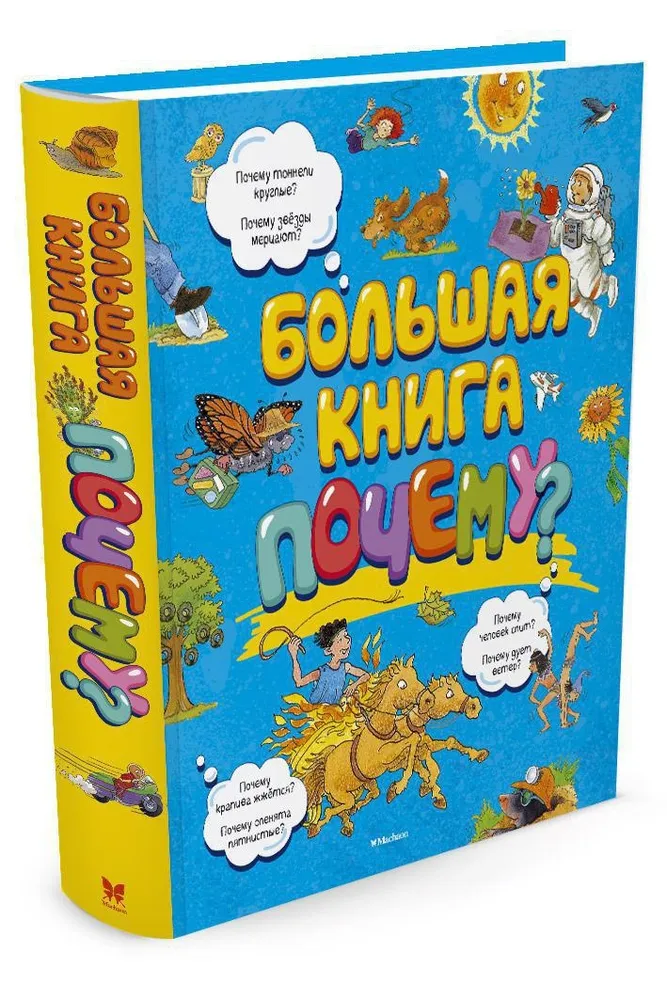 БОЛЬШАЯ
КНИГА
ПОЧЕМУ?
Machaon
Почему тоннели
круглые?
Почему звёзды
мерцают?
БОЛЬШАЯ
КНИГА
ПОЧЕМУ?
Почему
человек спит?
Почему дует
ветер?
Почему
крапива жжётся?
Почему оленята
пятнистые?
Machaon